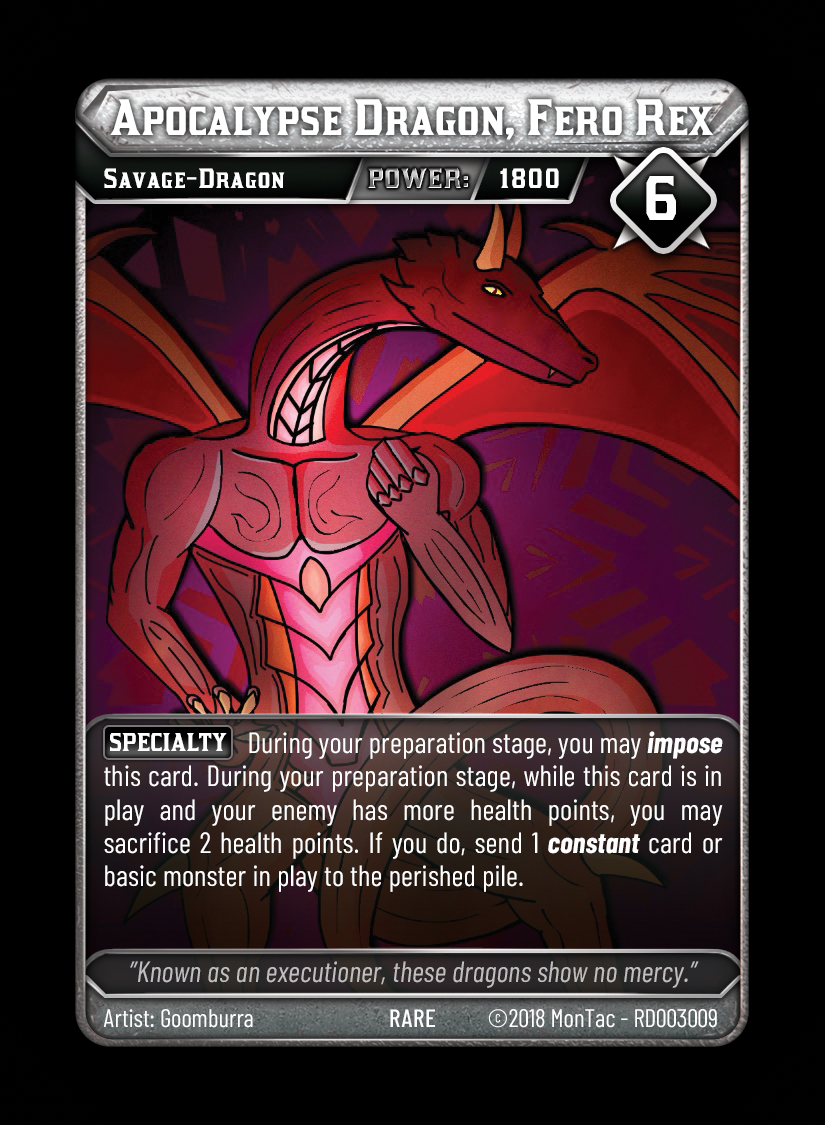 Apocalypse Dragon, Fero Rex
Savage-Dragon POWER: 1800
6
SPECIALTY During your preparation stage, you may impose
this card. During your preparation stage, while this card is in
play and your enemy has more health points, you may
sacrifice 2 health points. If you do, send 1 constant card or
basic monster in play to the perished pile.
"Known as an executioner, these dragons show no mercy."
Artist: Goomburra RARE ©2018 MonTac - RD003009